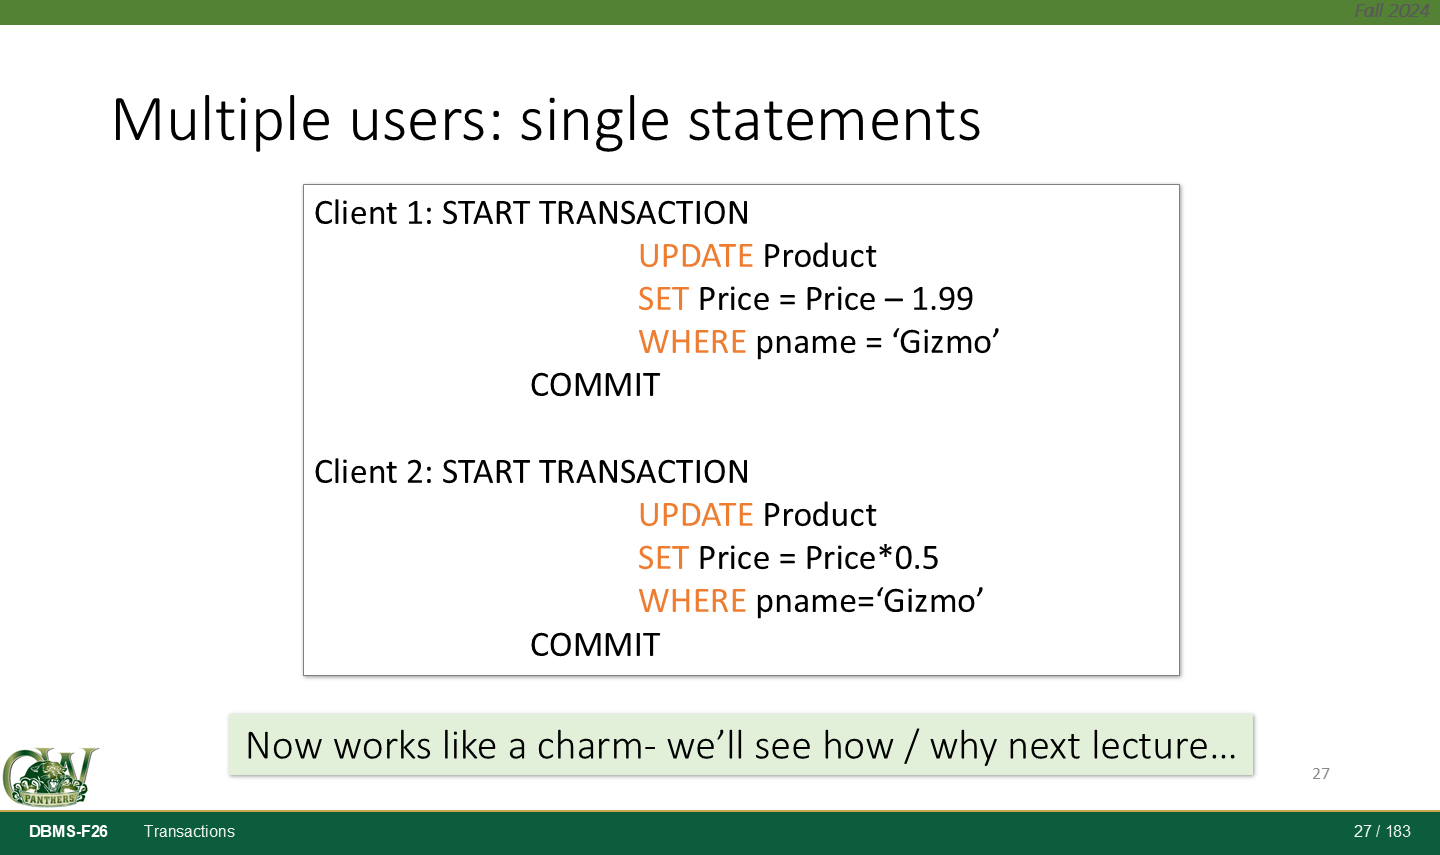 Fall 2024
Multiple users: single statements
Client 1: START TRANSACTION
UPDATE Product
SET Price = Price – 1.99
WHERE pname = ‘Gizmo’
COMMIT
Client 2: START TRANSACTION
UPDATE Product
SET Price = Price*0.5
WHERE pname=‘Gizmo’
COMMIT
Now works like a charm- we’ll see how / why next lecture…
27
PANTHERS
DBMS-F26 Transactions 27 / 183